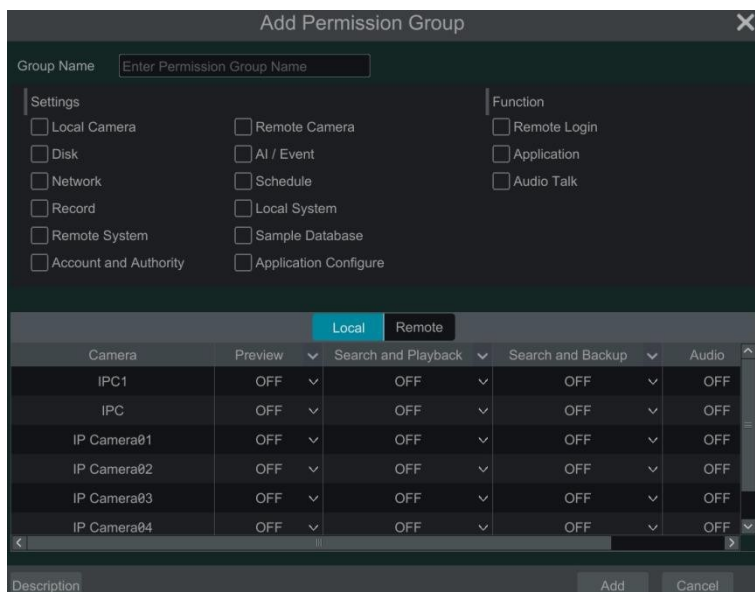 Add Permission Group
Group Name Enter Permission Group Name
Settings Function
Local Camera Remote Camera Remote Login
Disk AI / Event Application
Network Schedule Audio Talk
Record Local System
Remote System Sample Database
Account and Authority Application Configure
Local Remote
Camera Preview Search and Playback Search and Backup Audio
IPC1 OFF OFF OFF OFF
IPC OFF OFF OFF OFF
IP Camera01 OFF OFF OFF OFF
IP Camera02 OFF OFF OFF OFF
IP Camera03 OFF OFF OFF OFF
IP Camera04 OFF OFF OFF OFF
Description Add Cancel